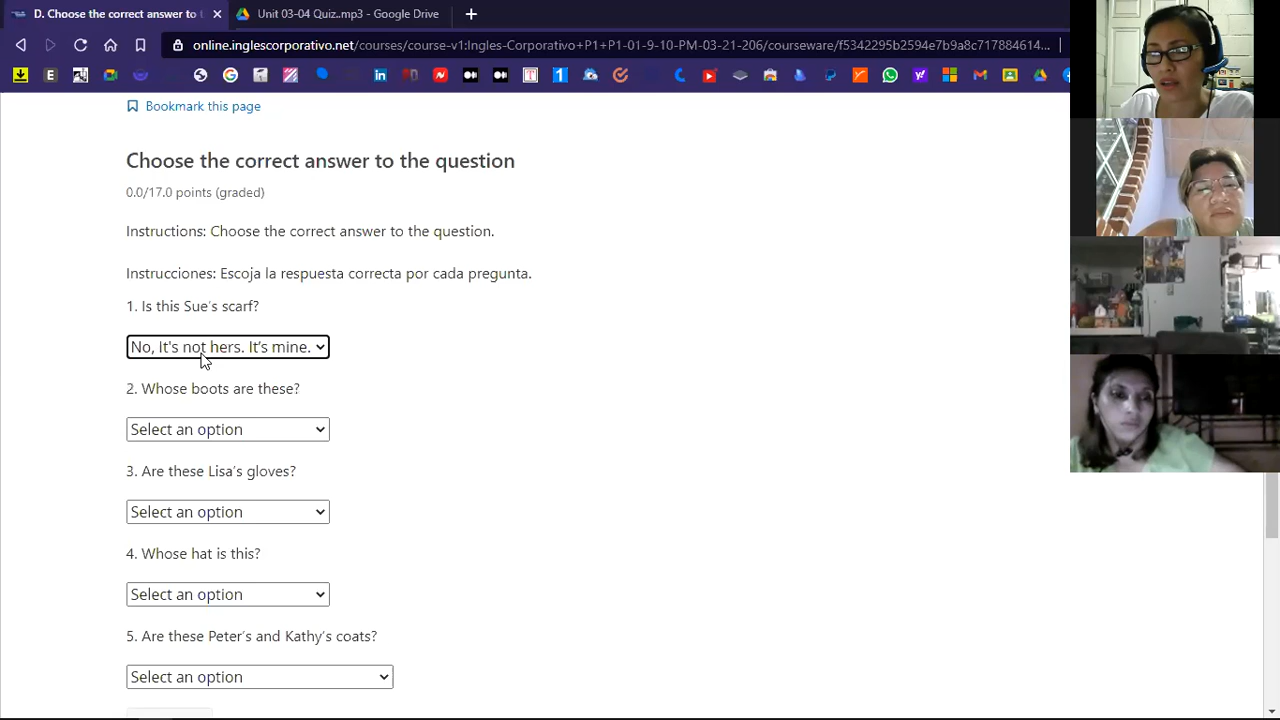 D. Choose the correct answer to t
Unit 03-04 Quiz..mp3 - Google Drive
online.inglescorporativo.net/courses/course-v1:Ingles-Corporativo+P1+P1-01-9-10-PM-03-21-206/courseware/f5342295b2594e7b9a8c717884614...
Bookmark this page
Choose the correct answer to the question
0.0/17.0 points (graded)
Instructions: Choose the correct answer to the question.
Instrucciones: Escoja la respuesta correcta por cada pregunta.
1. Is this Sue's scarf?
No, It's not hers. It's mine.
2. Whose boots are these?
Select an option
3. Are these Lisa's gloves?
Select an option
4. Whose hat is this?
Select an option
5. Are these Peter's and Kathy's coats?
Select an option